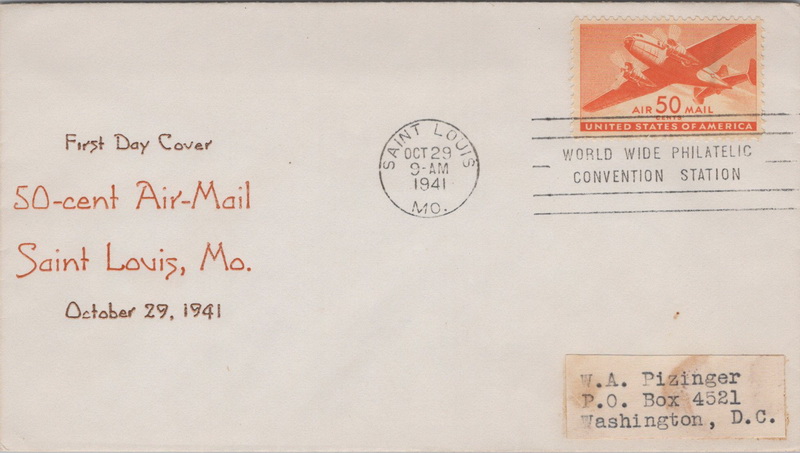 First Day Cover
50-cent Air-Mail
Saint Louis, Mo.
October 29, 1941
SAINT LOUIS
OCT 29
9-AM
1941
MO.
AIR 50 MAIL
CENTS
UNITED STATES OF AMERICA
WORLD WIDE PHILATELIC
CONVENTION STATION
W.A. Pizinger
P.O. Box 4521
Washington, D.C.